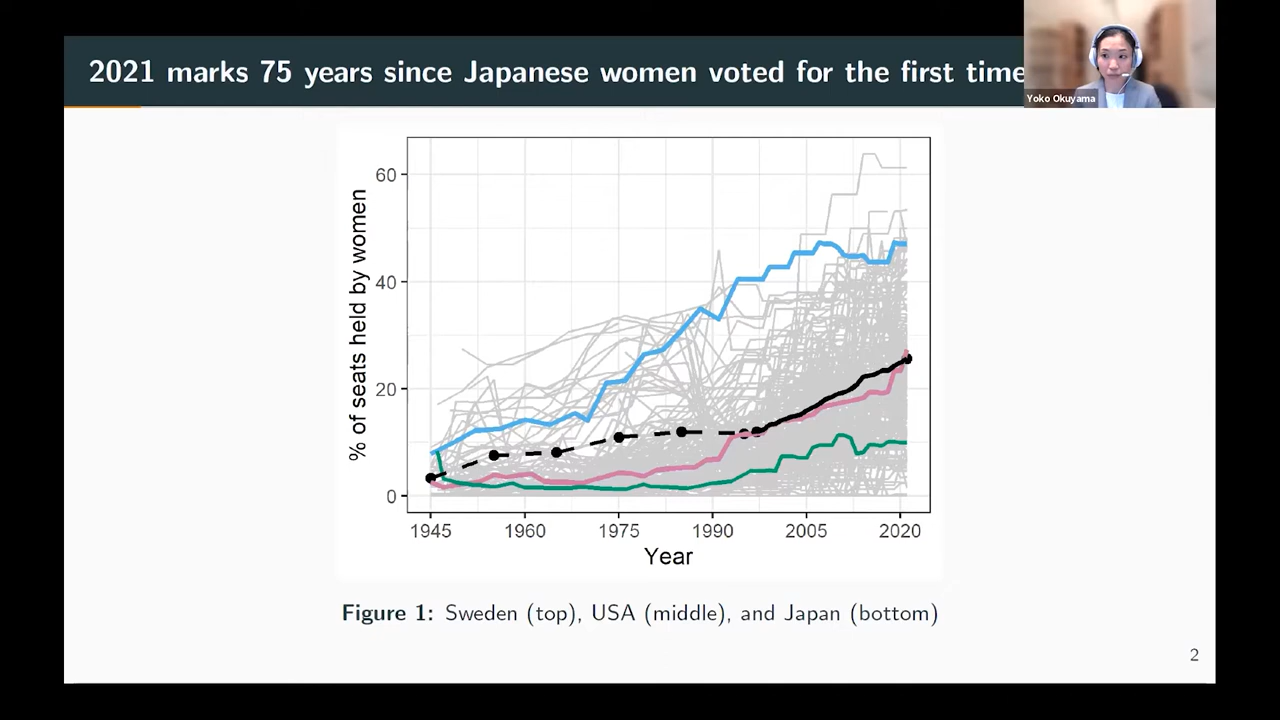 2021 marks 75 years since Japanese women voted for the first time
Yoko Okuyama
% of seats held by women
60
40
20
0
1945 1960 1975 1990 2005 2020
Year
Figure 1: Sweden (top), USA (middle), and Japan (bottom)
2